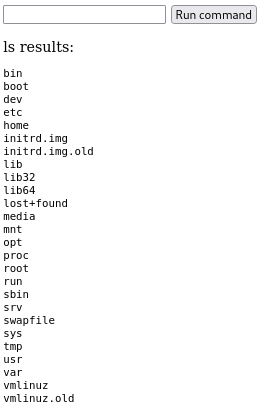 Run command
ls results:
bin
boot
dev
etc
home
initrd.img
initrd.img.old
lib
lib32
lib64
lost+found
media
mnt
opt
proc
root
run
sbin
srv
swapfile
sys
tmp
usr
var
vmlinuz
vmlinuz.old